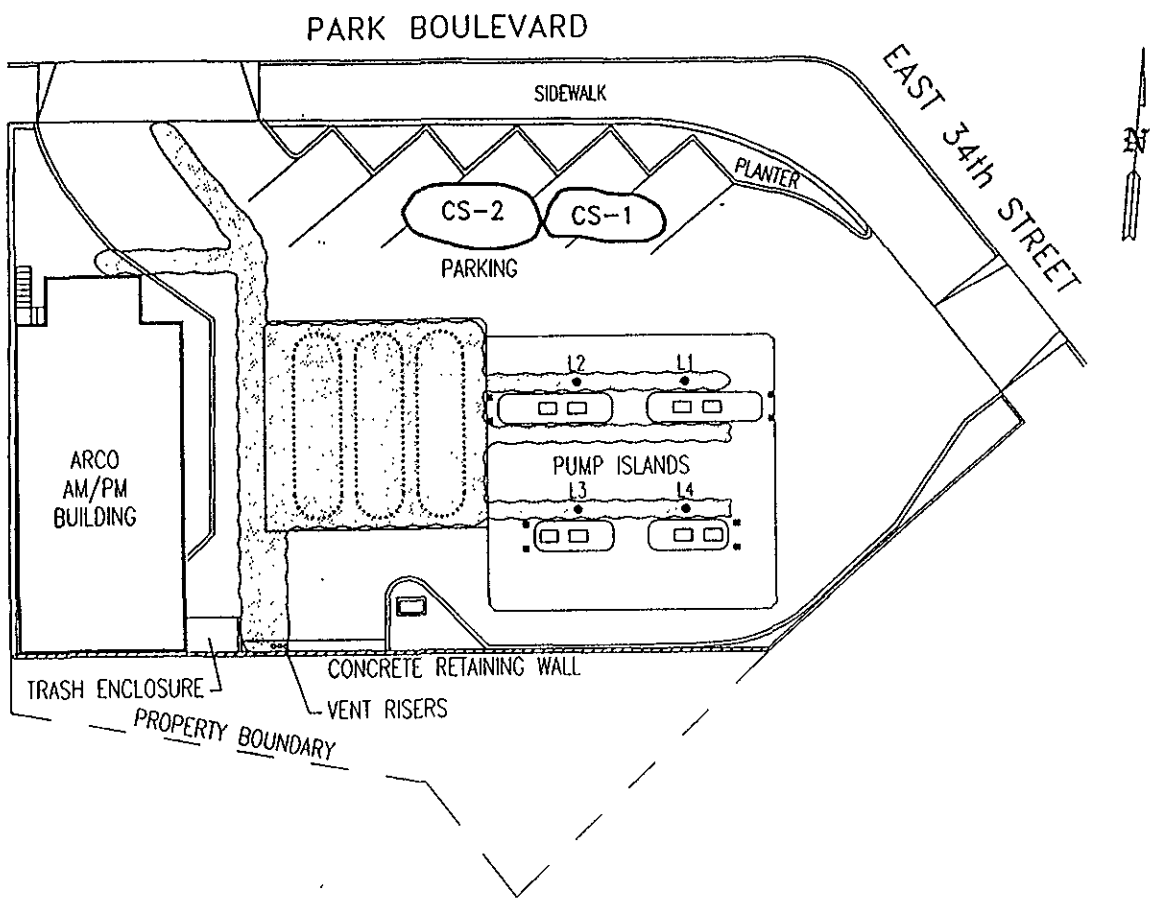 PARK BOULEVARD
EAST 34th STREET
SIDEWALK
N
PLANTER
CS-2
CS-1
PARKING
L2
L1
ARCO
AM/PM
BUILDING
PUMP ISLANDS
L3
L4
CONCRETE RETAINING WALL
TRASH ENCLOSURE
VENT RISERS
PROPERTY BOUNDARY